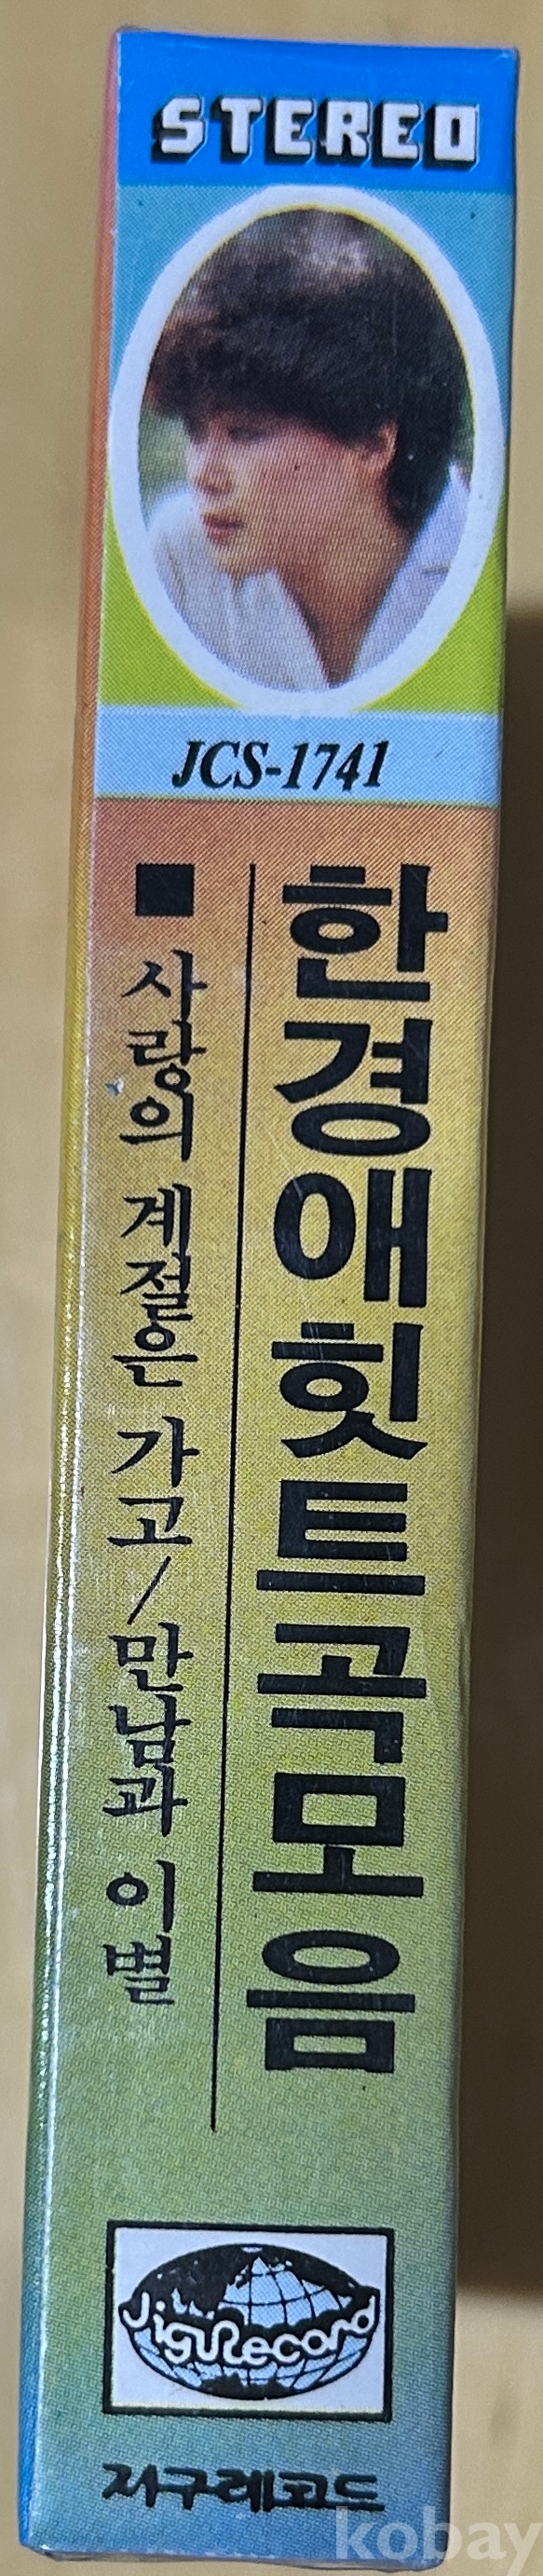 STEREO
JCS-1741
한경애힛트곡모음
■ 사랑의 계절은 가고/만남과 이별
JiguRecord
지구레코드
kobay